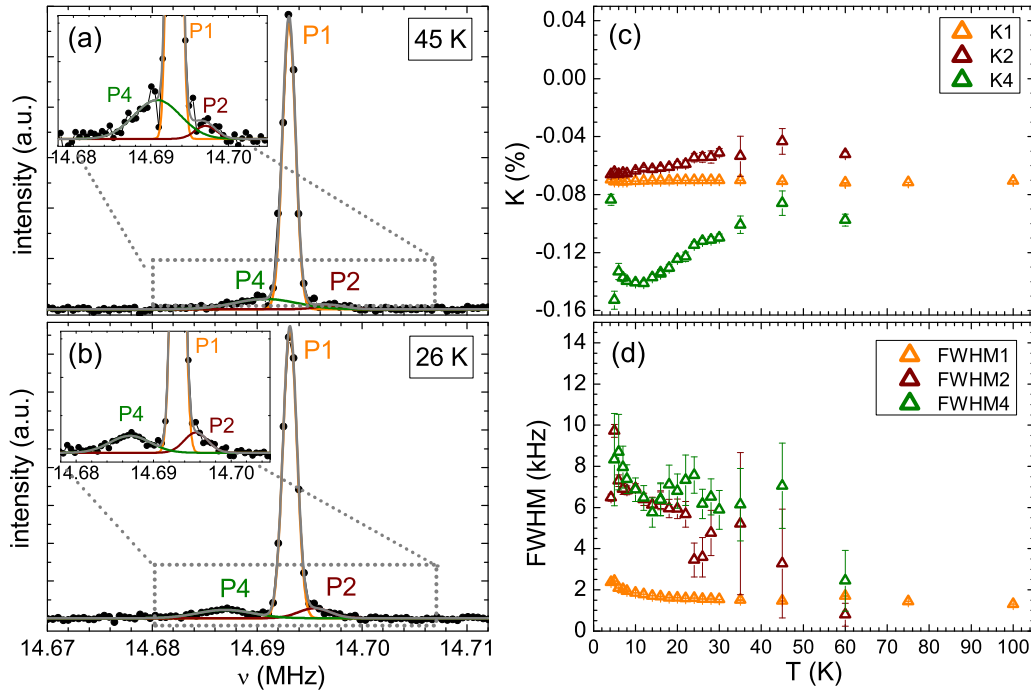 (a)
P1
45 K
P4
P2
14.68
14.69
14.70
P4
P2
intensity (a.u.)
(b)
P1
P1
26 K
P4
P2
14.68
14.69
14.70
P4
P2
intensity (a.u.)
14.67
14.68
14.69
14.70
14.71
ν (MHz)
(c)
K1
K2
K4
0.04
0.00
-0.04
-0.08
-0.12
-0.16
K (%)
(d)
FWHM1
FWHM2
FWHM4
14
12
10
8
6
4
2
0
FWHM (kHz)
0
10
20
30
40
50
60
70
80
90
100
T (K)